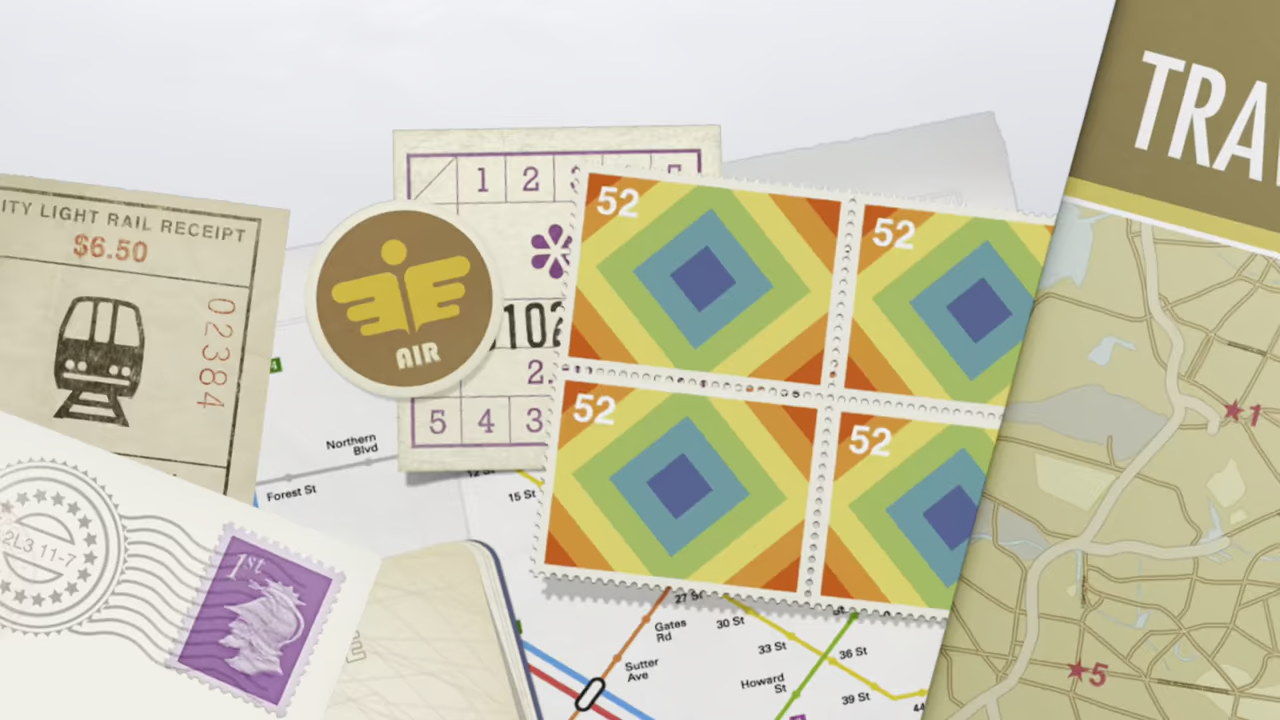 ITY LIGHT RAIL RECEIPT
$6.50
02384
2L3 11-7
1st
AIR
1 2
102
2.
5 4 3
52
52
52
52
Northern
Blvd
Forest St
15 St
27 St
Gates
Rd
Sutter
Ave
30 St
33 St
36 St
Howard
St
39 St
44
TRA
1
5